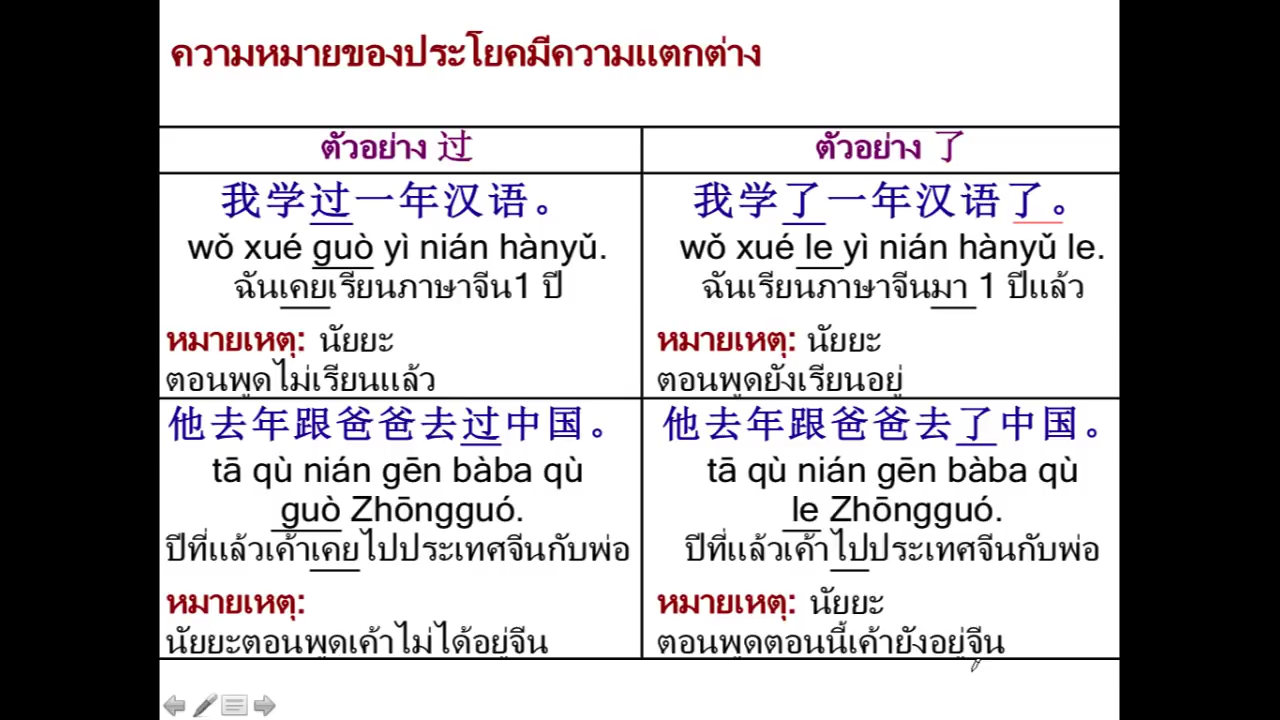 ความหมายของประโยคมีความแตกต่าง
ตัวอย่าง 过
我学过一年汉语。
wǒ xué guò yì nián hànyǔ.
ฉันเคยเรียนภาษาจีน1 ปี
หมายเหตุ: นัยยะ
ตอนพูดไม่เรียนแล้ว
ตัวอย่าง 了
我学了一年汉语了。
wǒ xué le yì nián hànyǔ le.
ฉันเรียนภาษาจีนมา 1 ปีแล้ว
หมายเหตุ: นัยยะ
ตอนพูดยังเรียนอยู่
他去年跟爸爸去过中国。
tā qù nián gēn bàba qù
guò Zhōngguó.
ปีที่แล้วเค้าเคยไปประเทศจีนกับพ่อ
หมายเหตุ:
นัยยะตอนพูดเค้าไม่ได้อยู่จีน
他去年跟爸爸去了中国。
tā qù nián gēn bàba qù
le Zhōngguó.
ปีที่แล้วเค้าไปประเทศจีนกับพ่อ
หมายเหตุ: นัยยะ
ตอนพูดตอนนี้เค้ายังอยู่จีน